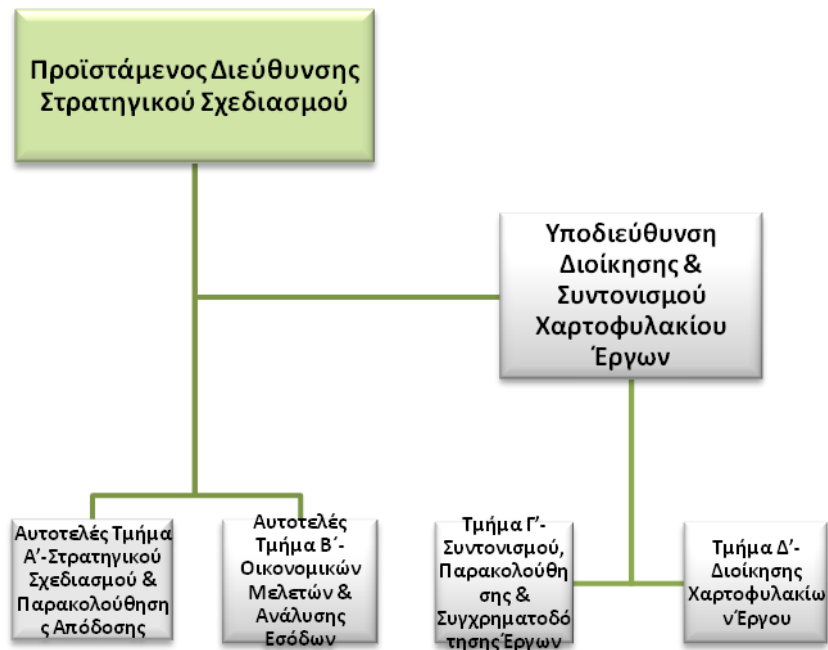 Προϊστάμενος Διεύθυνσης
Στρατηγικού Σχεδιασμού
Υποδιεύθυνση
Διοίκησης &
Συντονισμού
Χαρτοφυλακίου
Έργων
Αυτοτελές Τμήμα
Α'-Στρατηγικού
Σχεδιασμού &
Παρακολούθηση
ς Απόδοσης
Αυτοτελές
Τμήμα Β΄-
Οικονομικών
Μελετών &
Ανάλυσης
Εσόδων
Τμήμα Γ'-
Συντονισμού,
Παρακολούθη
σης &
Συγχρηματοδό
τησης Έργων
Τμήμα Δ'-
Διοίκησης
Χαρτοφυλακίω
ν Έργου